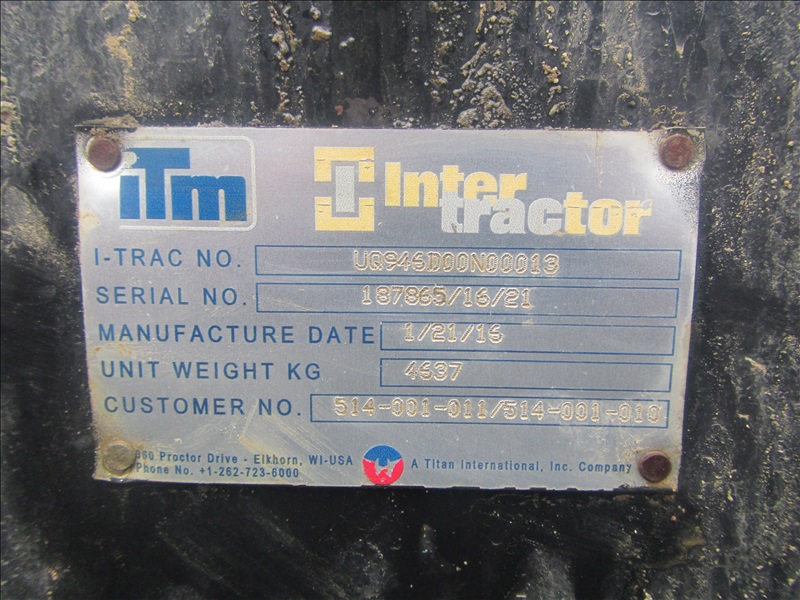 iTm
Inter
tractor
I-TRAC NO. UQ946D00N00013
SERIAL NO. 187865/16/21
MANUFACTURE DATE 1/21/16
UNIT WEIGHT KG 4637
CUSTOMER NO. 514-001-011/514-001-010
Proctor Drive - Elkhorn, WI-USA
Phone No. +1-262-723-6000
A Titan International, Inc. Company